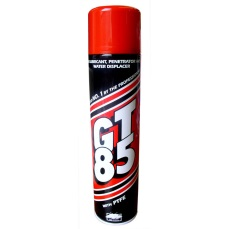 LUBRICANT, PENETRATOR
WATER DISPLACER
NO. 1 BY THE PROFESSIONALS
GT
85
WITH PTFE